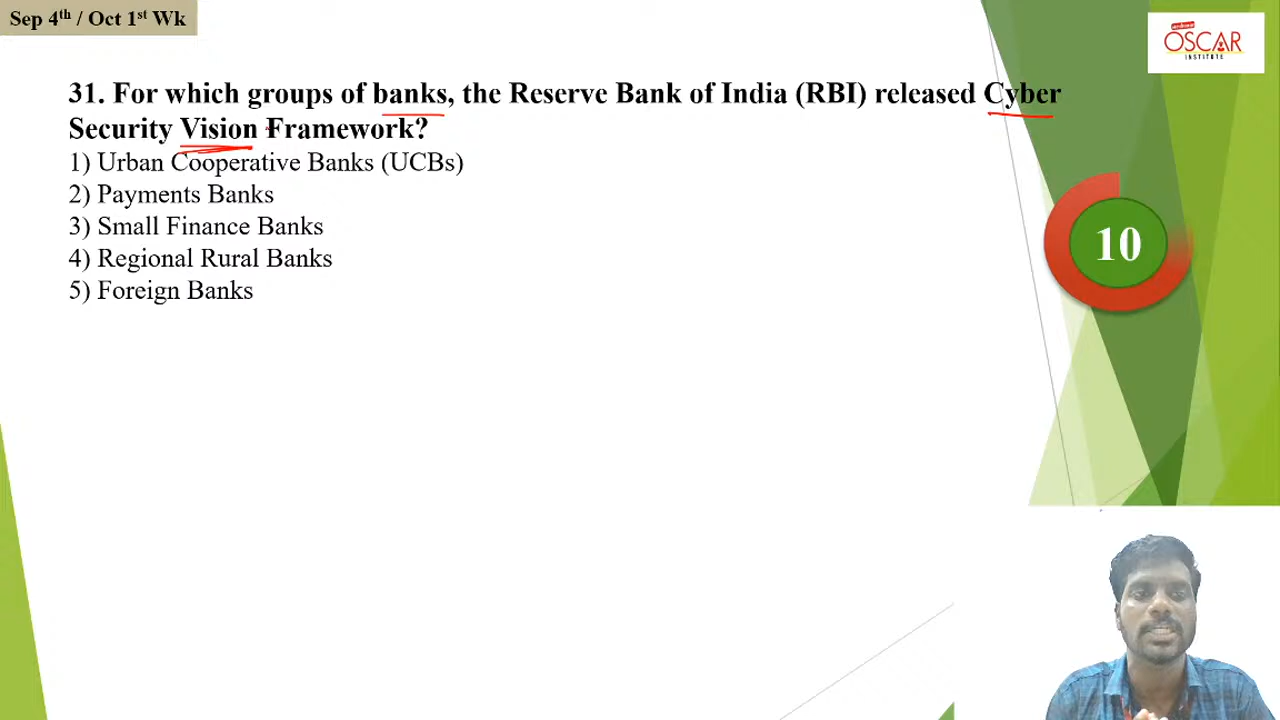 Sep 4th / Oct 1st Wk
OSCAR
INSTITUTE
31. For which groups of banks, the Reserve Bank of India (RBI) released Cyber
Security Vision Framework?
1) Urban Cooperative Banks (UCBs)
2) Payments Banks
3) Small Finance Banks
4) Regional Rural Banks
5) Foreign Banks
10